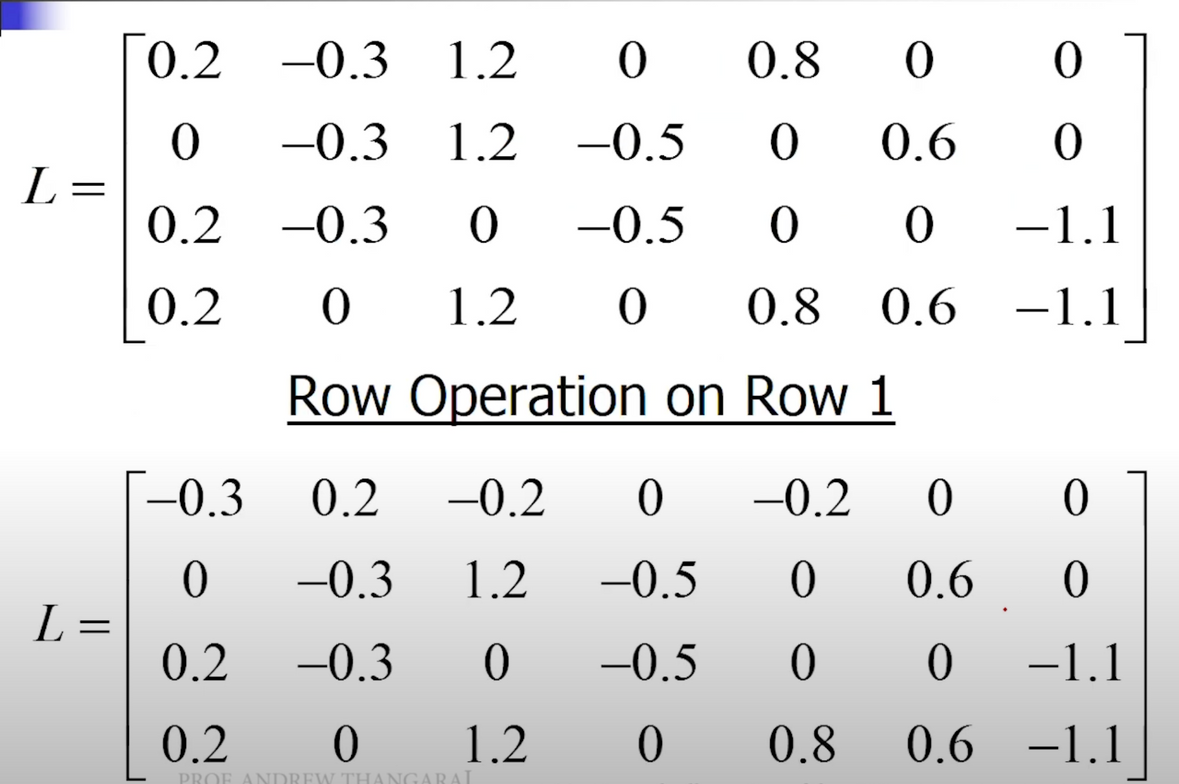 0.2 −0.3 1.2 0 0.8 0 0
0 −0.3 1.2 −0.5 0 0.6 0
L =
0.2 −0.3 0 −0.5 0 0 −1.1
0.2 0 1.2 0 0.8 0.6 −1.1
Row Operation on Row 1
−0.3 0.2 −0.2 0 −0.2 0 0
0 −0.3 1.2 −0.5 0 0.6 0
L =
0.2 −0.3 0 −0.5 0 0 −1.1
0.2 0 1.2 0 0.8 0.6 −1.1
PROF ANDREW THANGARAJ